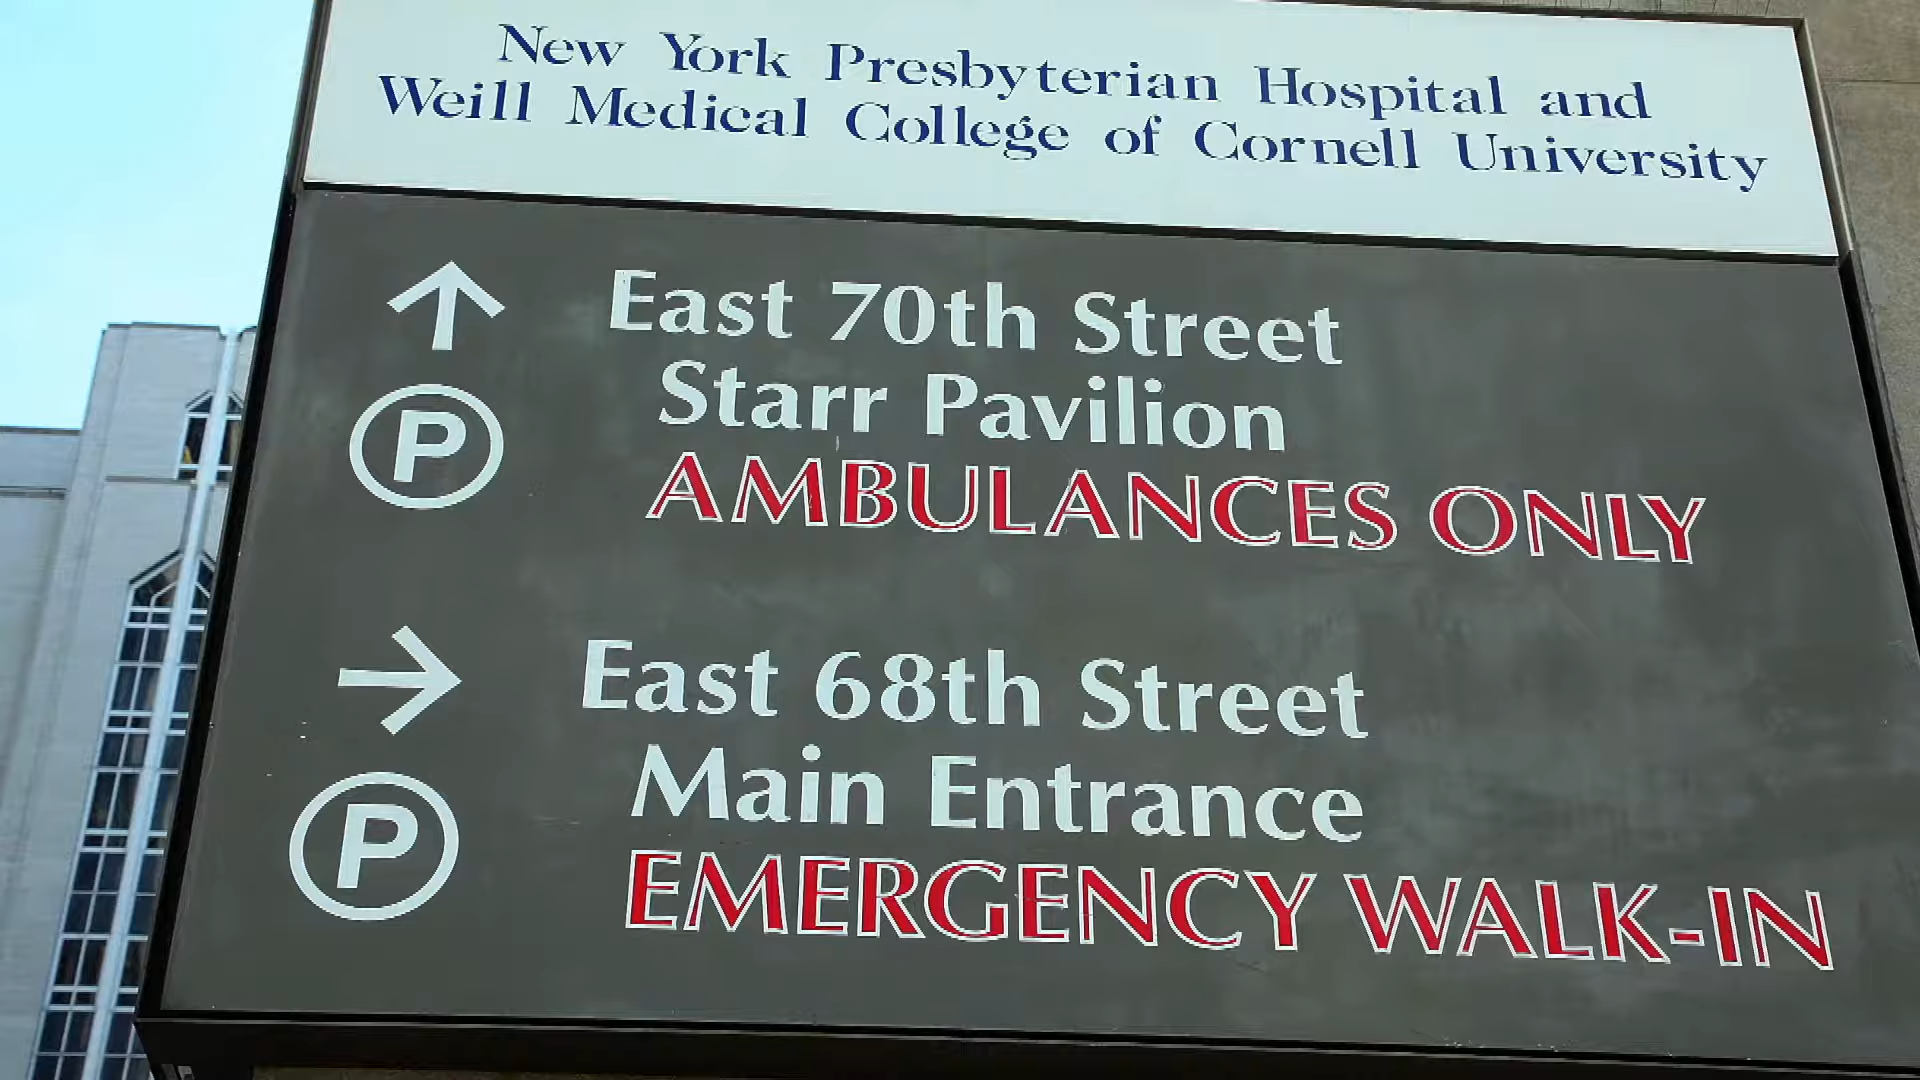 New York Presbyterian Hospital and
Weill Medical College of Cornell University
East 70th Street
Starr Pavilion
P
AMBULANCES ONLY
East 68th Street
Main Entrance
P
EMERGENCY WALK-IN